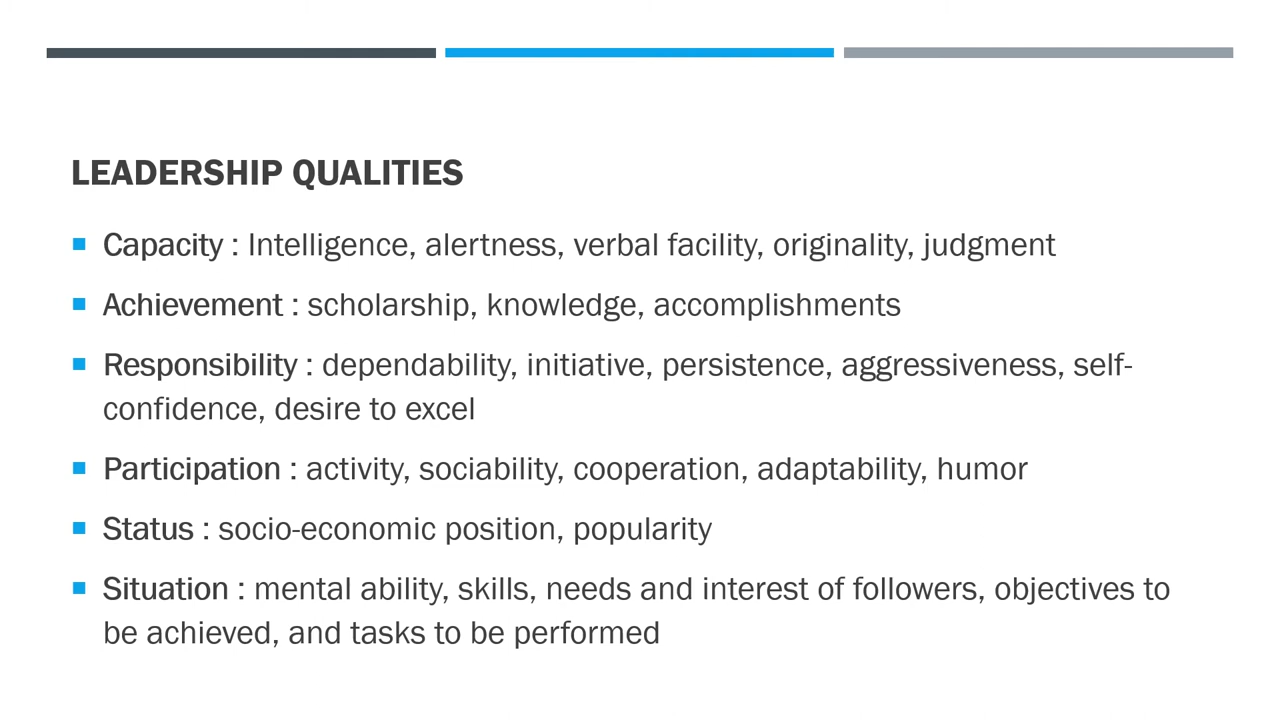 LEADERSHIP QUALITIES
Capacity : Intelligence, alertness, verbal facility, originality, judgment
Achievement : scholarship, knowledge, accomplishments
Responsibility : dependability, initiative, persistence, aggressiveness, self-
confidence, desire to excel
Participation : activity, sociability, cooperation, adaptability, humor
Status : socio-economic position, popularity
Situation : mental ability, skills, needs and interest of followers, objectives to
be achieved, and tasks to be performed